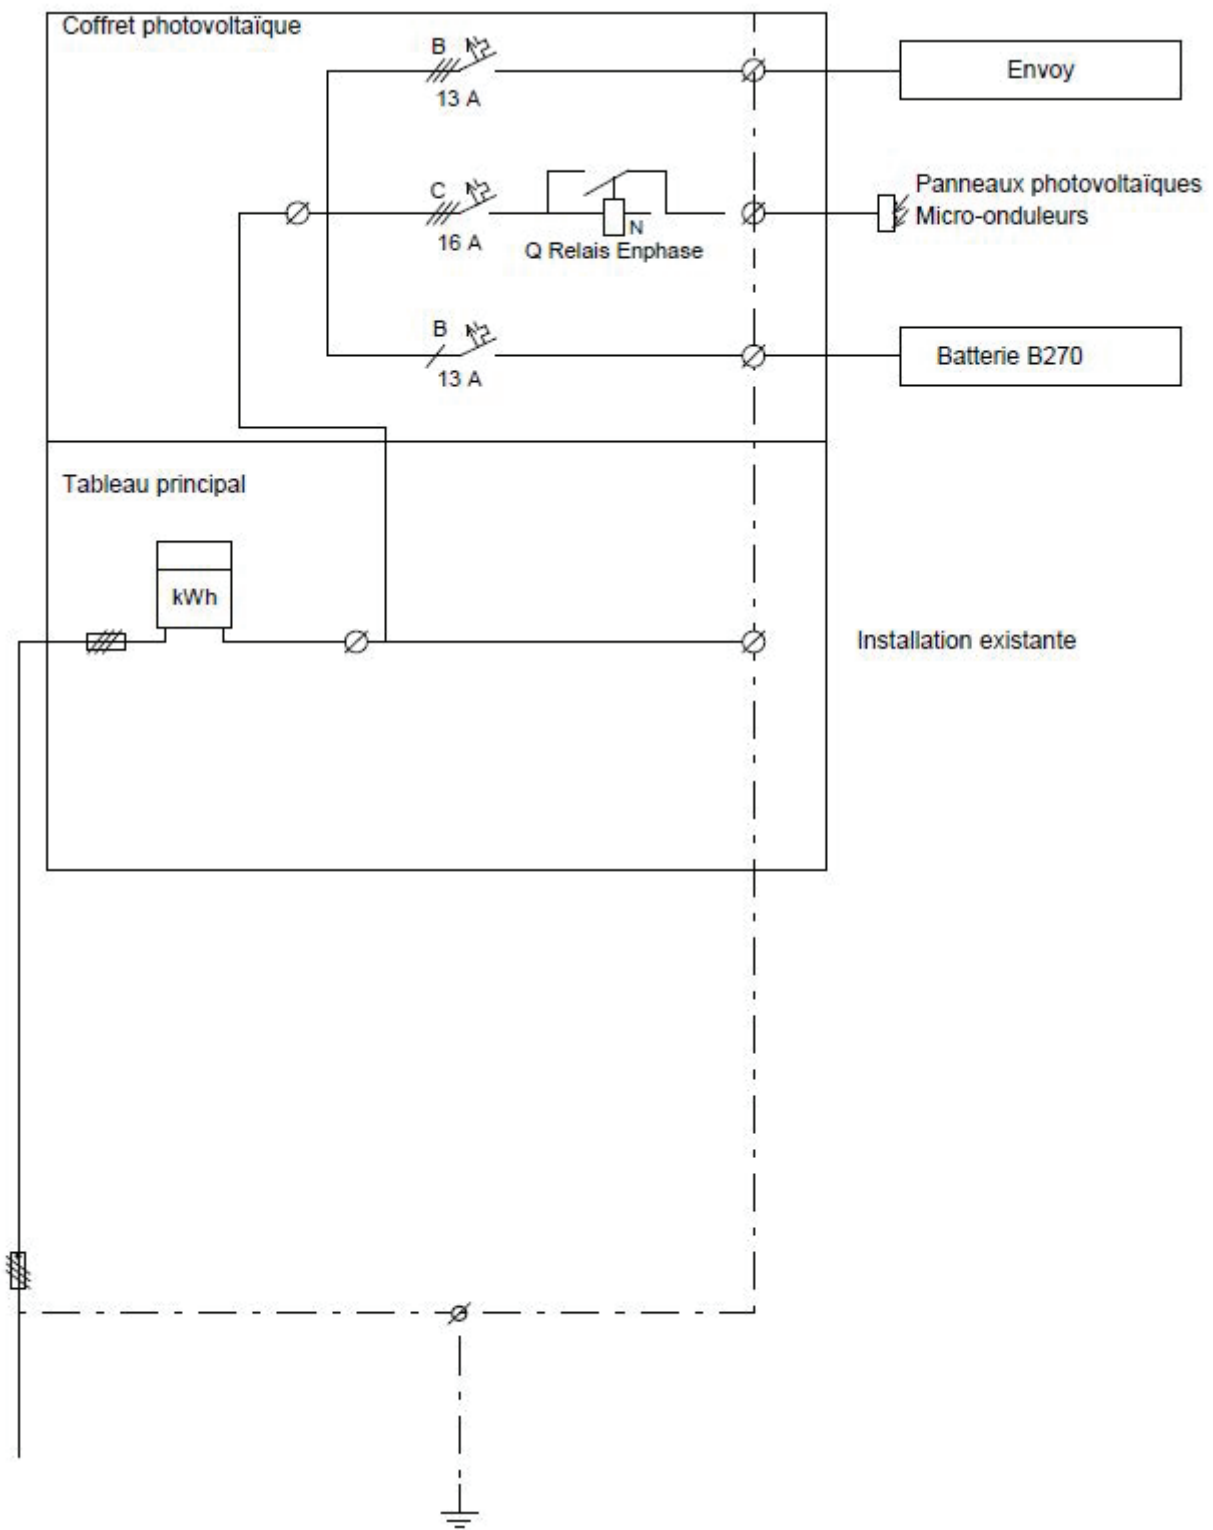 Coffret photovoltaïque
B
13 A
Envoy
C
16 A
N
Q Relais Enphase
Panneaux photovoltaïques
Micro-onduleurs
B
13 A
Batterie B270
Tableau principal
kWh
Installation existante